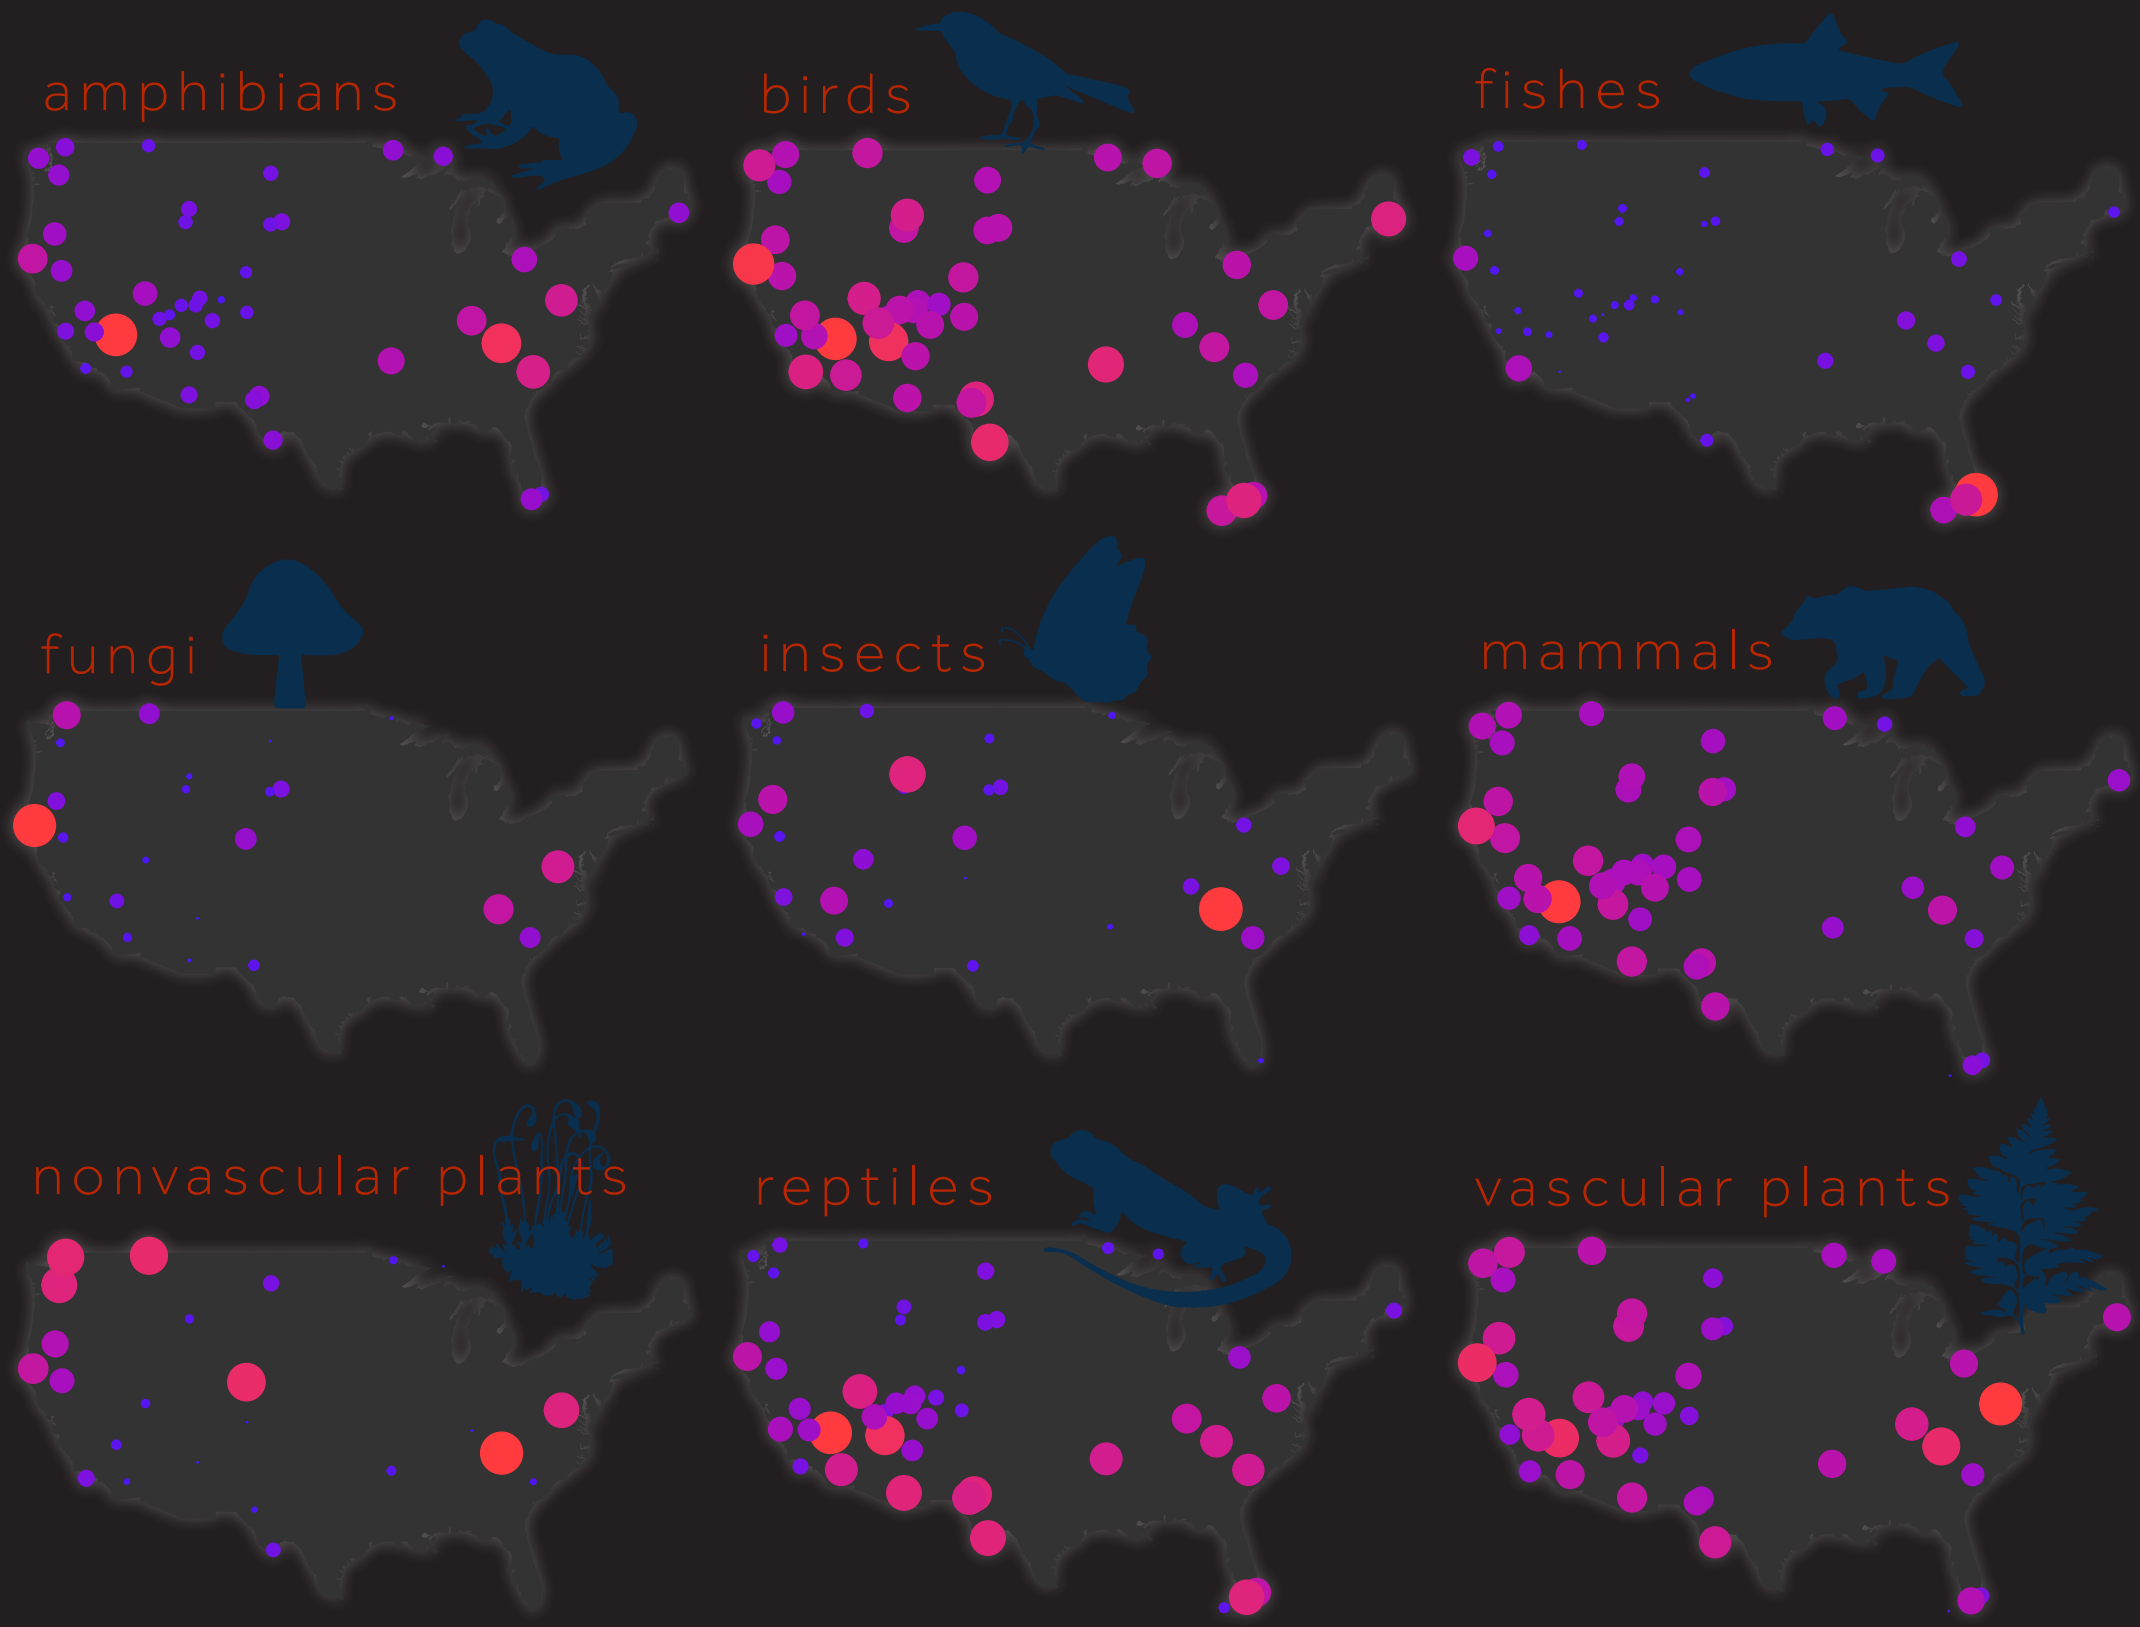 amphibians
birds
fishes
fungi
insects
mammals
nonvascular plants
reptiles
vascular plants